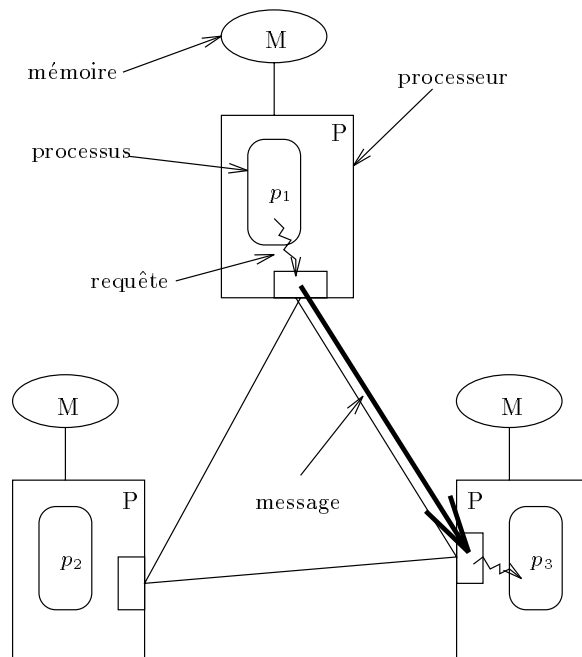 M
mémoire
processeur
P
processus
p1
requête
M
M
message
P
P
p2
p3